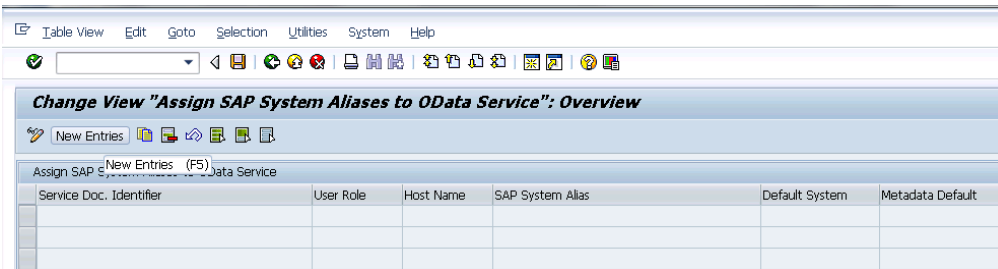 Table View Edit Goto Selection Utilities System Help
Change View "Assign SAP System Aliases to OData Service": Overview
New Entries
New Entries (F5)
Assign SAP S Data Service
Service Doc. Identifier User Role Host Name SAP System Alias Default System Metadata Default